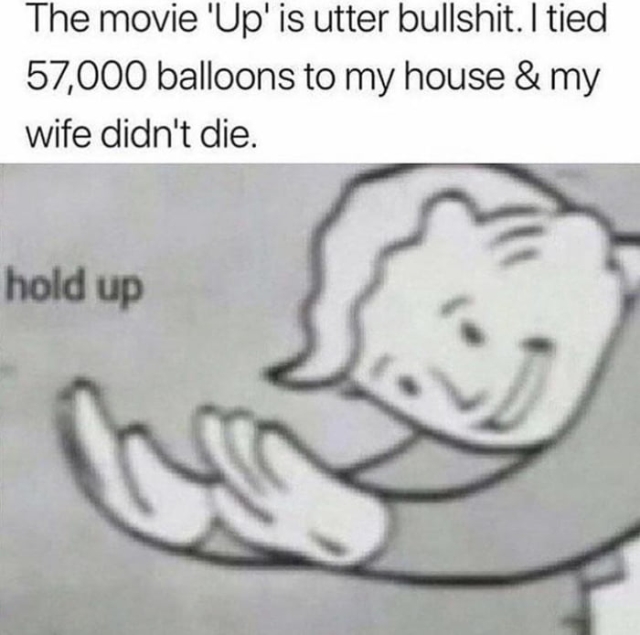 The movie 'Up' is utter bullshit. I tied
57,000 balloons to my house & my
wife didn't die.
hold up